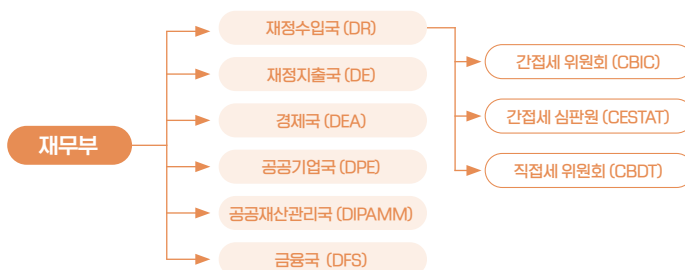 재무부
재정수입국 (DR)
재정지출국 (DE)
경제국 (DEA)
공공기업국 (DPE)
공공재산관리국 (DIPAMM)
금융국 (DFS)
간접세 위원회 (CBIC)
간접세 심판원 (CESTAT)
직접세 위원회 (CBDT)